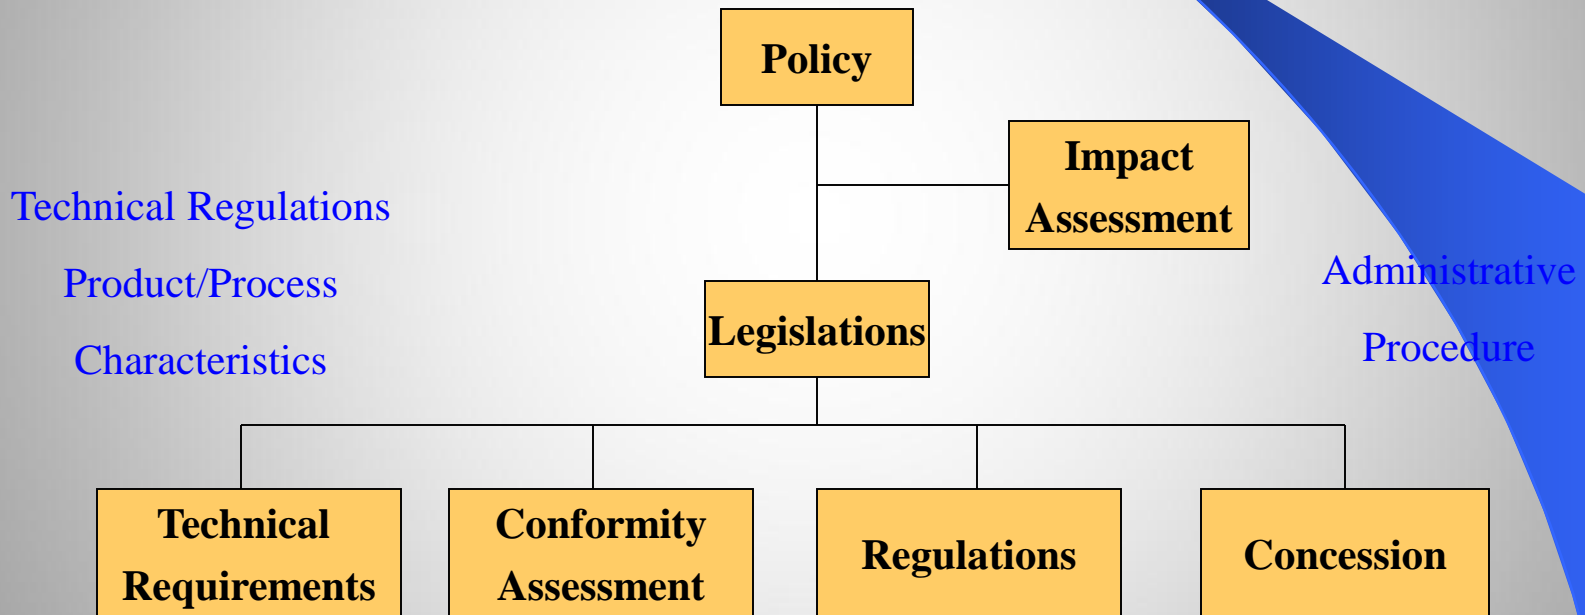 Policy
Impact
Assessment
Technical Regulations
Product/Process
Characteristics
Administrative
Procedure
Legislations
Technical
Requirements
Conformity
Assessment
Regulations
Concession